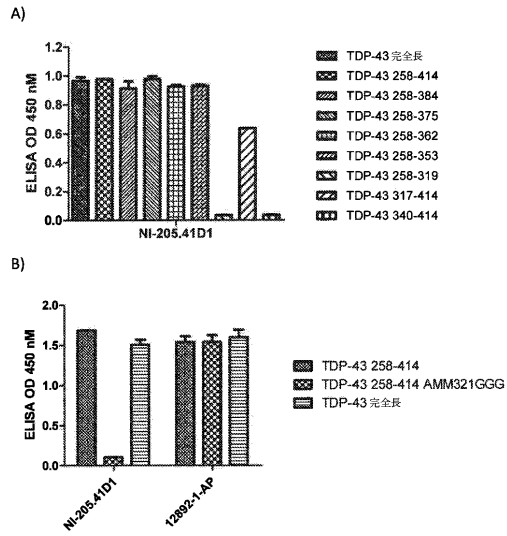 A)
ELISA OD 450 nM
1.2
1.0
0.8
0.6
0.4
0.2
0.0
NI-205.41D1
TDP-43 完全長
TDP-43 258-414
TDP-43 258-384
TDP-43 258-375
TDP-43 258-362
TDP-43 258-353
TDP-43 258-319
TDP-43 317-414
TDP-43 340-414
B)
ELISA OD 450 nM
2.0
1.5
1.0
0.5
0.0
NI-205.41D1
12892-1-AP
TDP-43 258-414
TDP-43 258-414 AMM321GGG
TDP-43 完全長